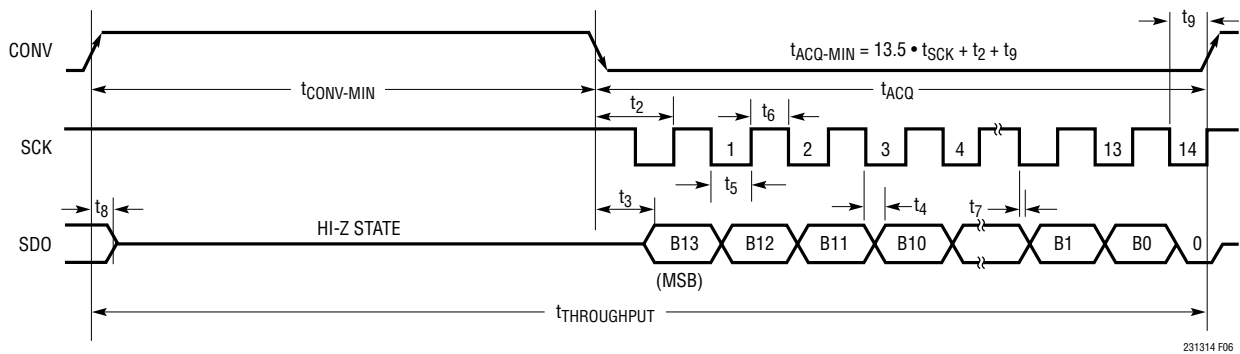 t9
CONV
tACQ-MIN = 13.5 • tSCK + t2 + t9
tCONV-MIN
tACQ
t2
t6
SCK
1
2
3
4
13
14
t5
t3
t8
t4
t7
HI-Z STATE
SDO
B13
B12
B11
B10
B1
B0
0
(MSB)
tTHROUGHPUT
231314 F06